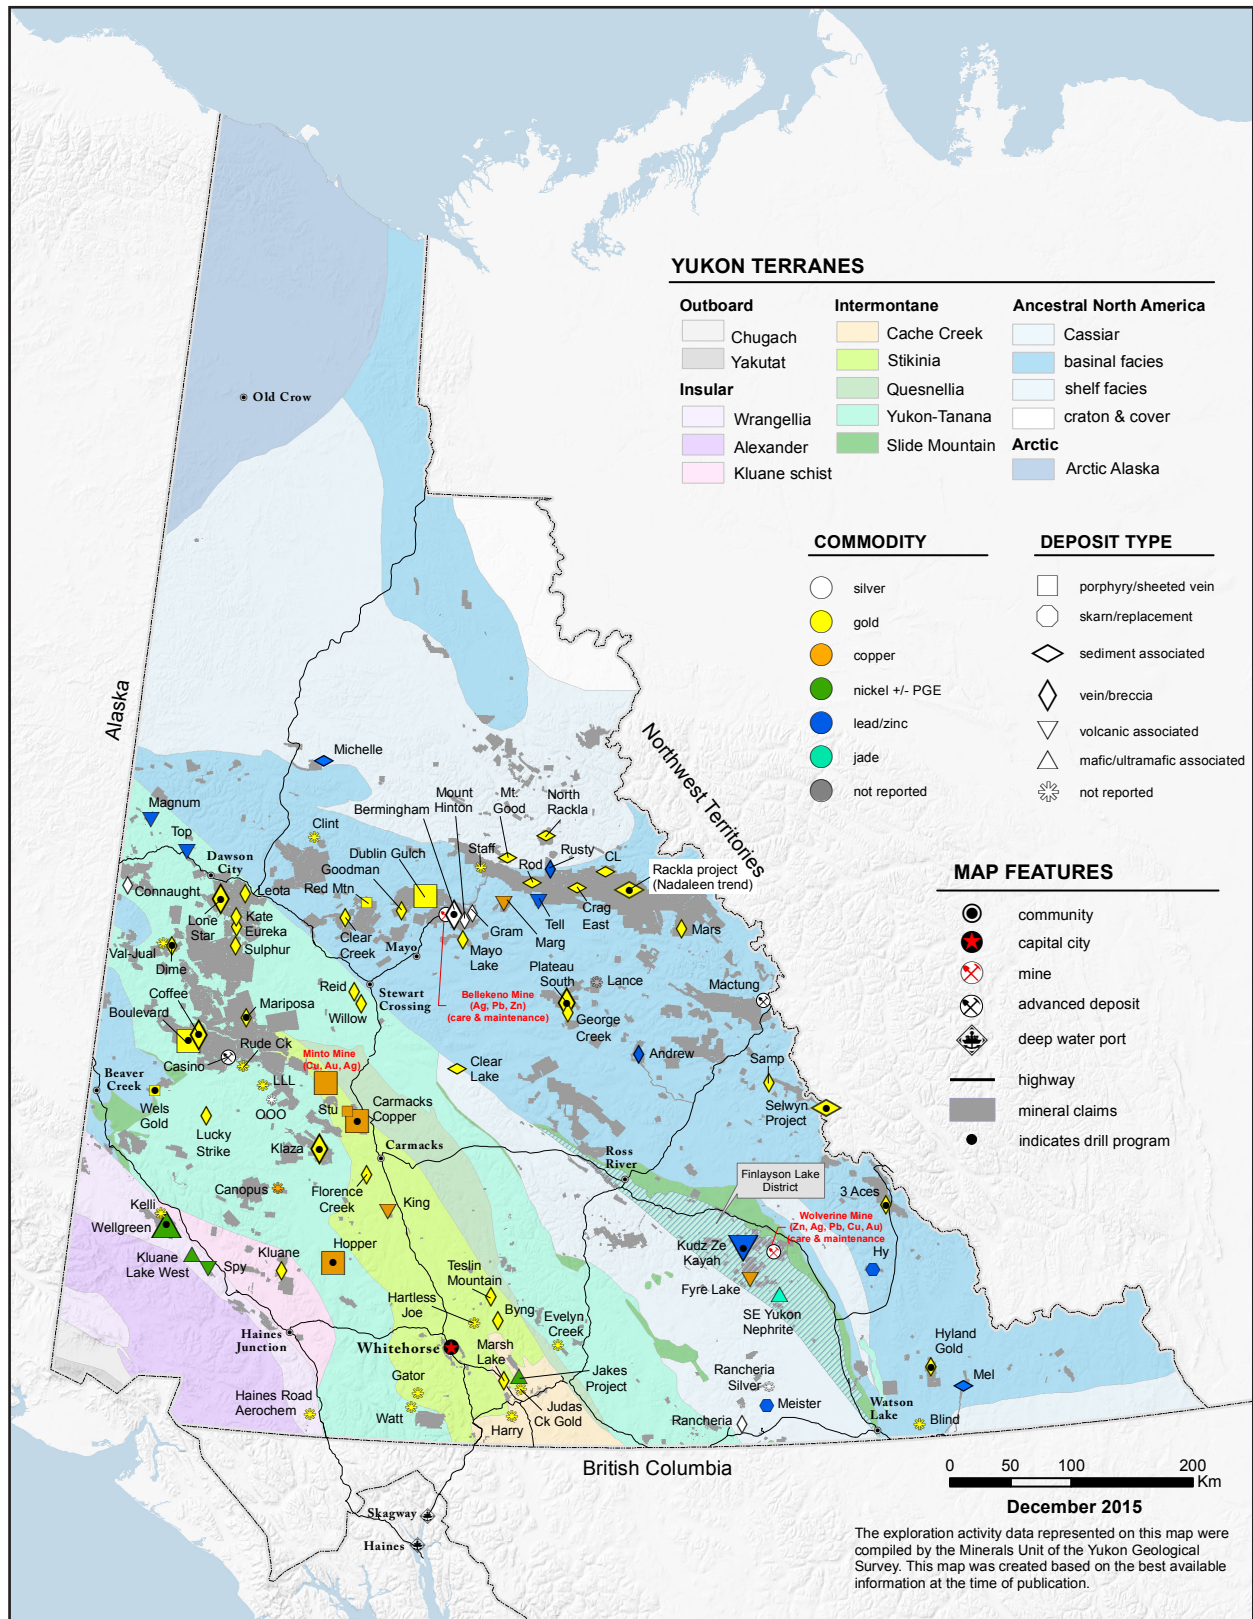 YUKON TERRANES
Outboard
Chugach
Yakutat
Insular
Wrangellia
Alexander
Kluane schist
Intermontane
Cache Creek
Stikinia
Quesnellia
Yukon-Tanana
Slide Mountain
Ancestral North America
Cassiar
basinal facies
shelf facies
craton & cover
Arctic
Arctic Alaska
COMMODITY
silver
gold
copper
nickel +/- PGE
lead/zinc
jade
not reported
DEPOSIT TYPE
porphyry/sheeted vein
skarn/replacement
sediment associated
vein/breccia
volcanic associated
mafic/ultramafic associated
not reported
MAP FEATURES
community
capital city
mine
advanced deposit
deep water port
highway
mineral claims
indicates drill program
Old Crow
Alaska
Northwest Territories
Michelle
Magnum
Top
Dawson
City
Connaught
Leota
Lone
Star
Kate
Eureka
Sulphur
Val-Jual
Dime
Coffee
Boulevard
Mariposa
Casino
Rude Ck
LLL
OOO
Beaver
Creek
Wels
Gold
Lucky
Strike
Clint
Bermingham
Mount
Hinton
Mt.
Good
North
Rackla
Dublin Gulch
Goodman
Red Mtn
Staff
Rod
Rusty
CL
Rackla project
(Nadaleen trend)
Clear
Creek
Mayo
Gram
Mayo
Lake
Marg
Tell
Crag
East
Mars
Reid
Willow
Stewart
Crossing
Bellekeno Mine
(Ag, Pb, Zn)
(care & maintenance)
Plateau
South
Lance
George
Creek
Mactung
Andrew
Samp
Selwyn
Project
Clear
Lake
Minto Mine
(Cu, Au, Ag)
Stu
Carmacks
Copper
Klaza
Carmacks
Florence
Creek
King
Canopus
Kelli
Wellgreen
Kluane
Lake West
Spy
Kluane
Hopper
Ross
River
Finlayson Lake
District
Wolverine Mine
(Zn, Ag, Pb, Cu, Au)
(care & maintenance
Kudz Ze
Kayah
Fyre Lake
SE Yukon
Nephrite
3 Aces
Hy
Teslin
Mountain
Hartless
Joe
Byng
Evelyn
Creek
Haines
Junction
Whitehorse
Marsh
Lake
Jakes
Project
Judas
Ck Gold
Gator
Watt
Harry
Haines Road
Aerochem
Rancheria
Silver
Meister
Rancheria
Watson
Lake
Hyland
Gold
Mel
Blind
British Columbia
Skagway
Haines
0 50 100 200
Km
December 2015
The exploration activity data represented on this map were
compiled by the Minerals Unit of the Yukon Geological
Survey. This map was created based on the best available
information at the time of publication.